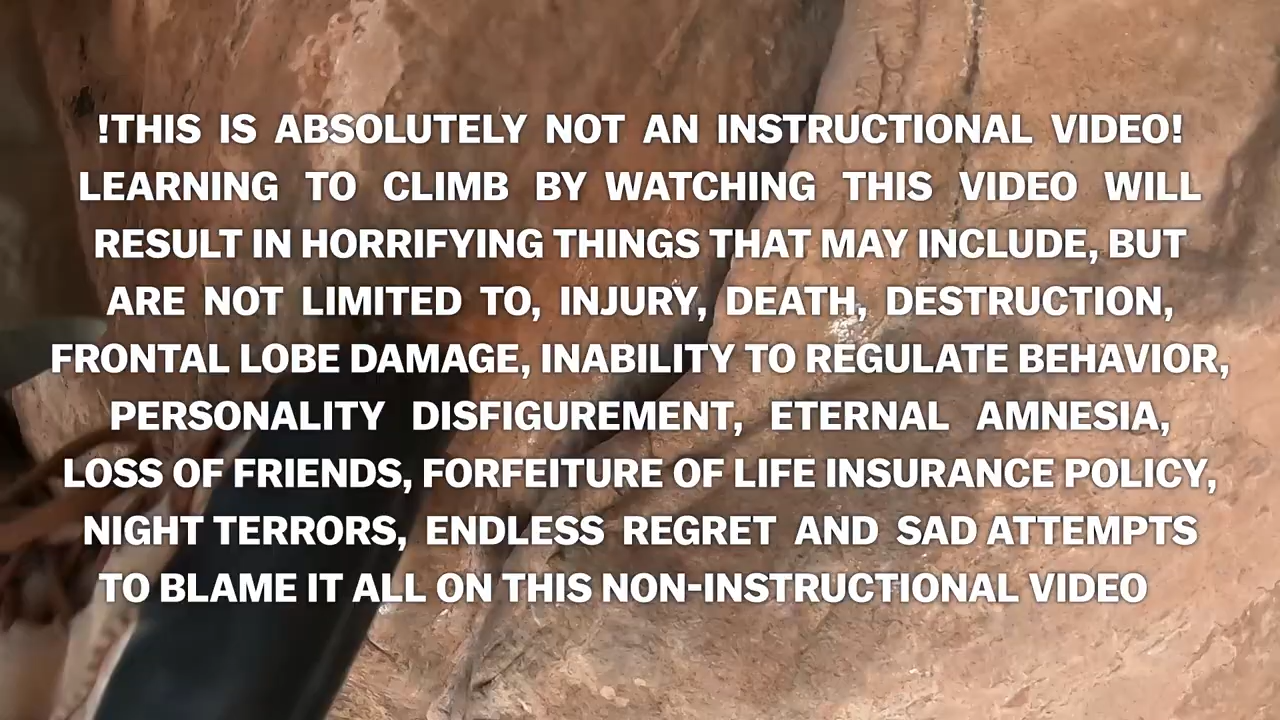 !THIS IS ABSOLUTELY NOT AN INSTRUCTIONAL VIDEO!
LEARNING TO CLIMB BY WATCHING THIS VIDEO WILL
RESULT IN HORRIFYING THINGS THAT MAY INCLUDE, BUT
ARE NOT LIMITED TO, INJURY, DEATH, DESTRUCTION,
FRONTAL LOBE DAMAGE, INABILITY TO REGULATE BEHAVIOR,
PERSONALITY DISFIGUREMENT, ETERNAL AMNESIA,
LOSS OF FRIENDS, FORFEITURE OF LIFE INSURANCE POLICY,
NIGHT TERRORS, ENDLESS REGRET AND SAD ATTEMPTS
TO BLAME IT ALL ON THIS NON-INSTRUCTIONAL VIDEO